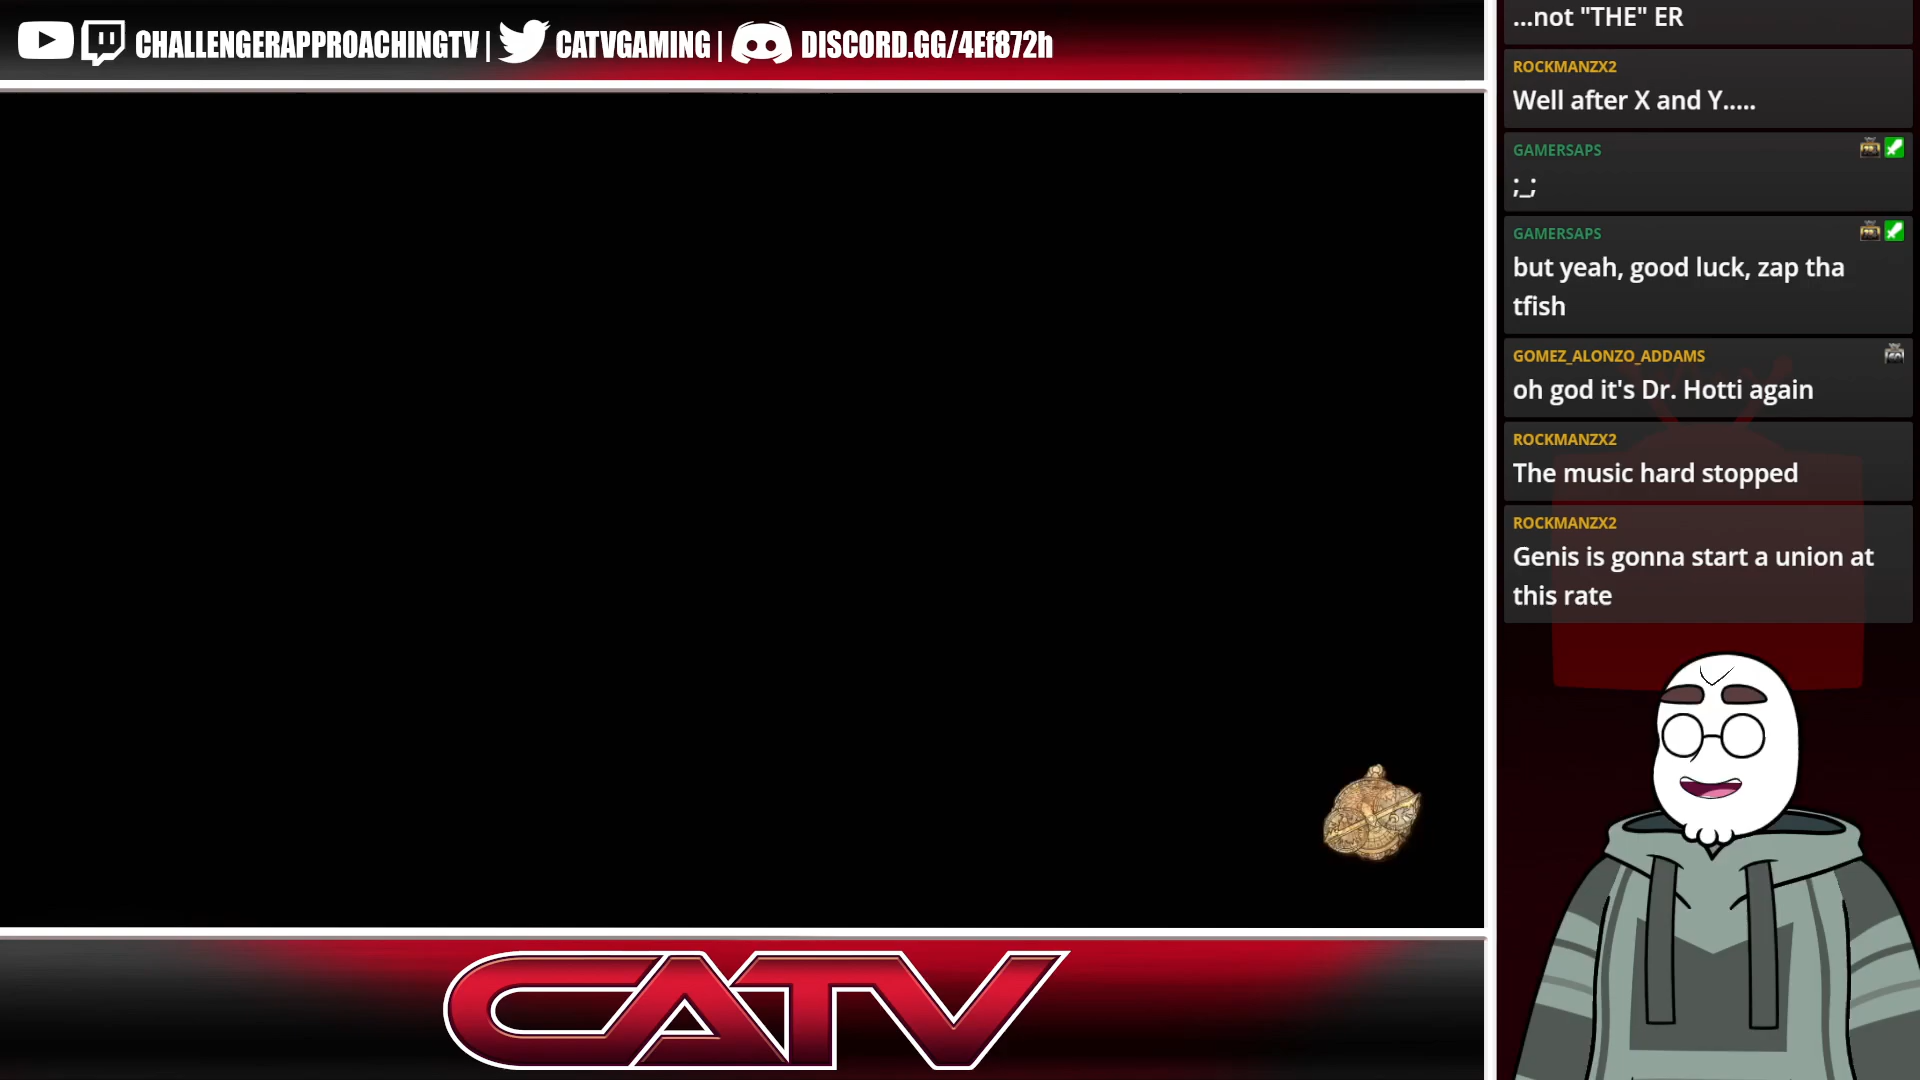 CHALLENGERAPPROACHINGTV | CATVGAMING | DISCORD.GG/4Ef872h
...not "THE" ER
ROCKMANZX2
Well after X and Y.....
GAMERSAPS
;_;
GAMERSAPS
but yeah, good luck, zap tha
tfish
GOMEZ_ALONZO_ADDAMS
oh god it's Dr. Hotti again
ROCKMANZX2
The music hard stopped
ROCKMANZX2
Genis is gonna start a union at
this rate
CATV